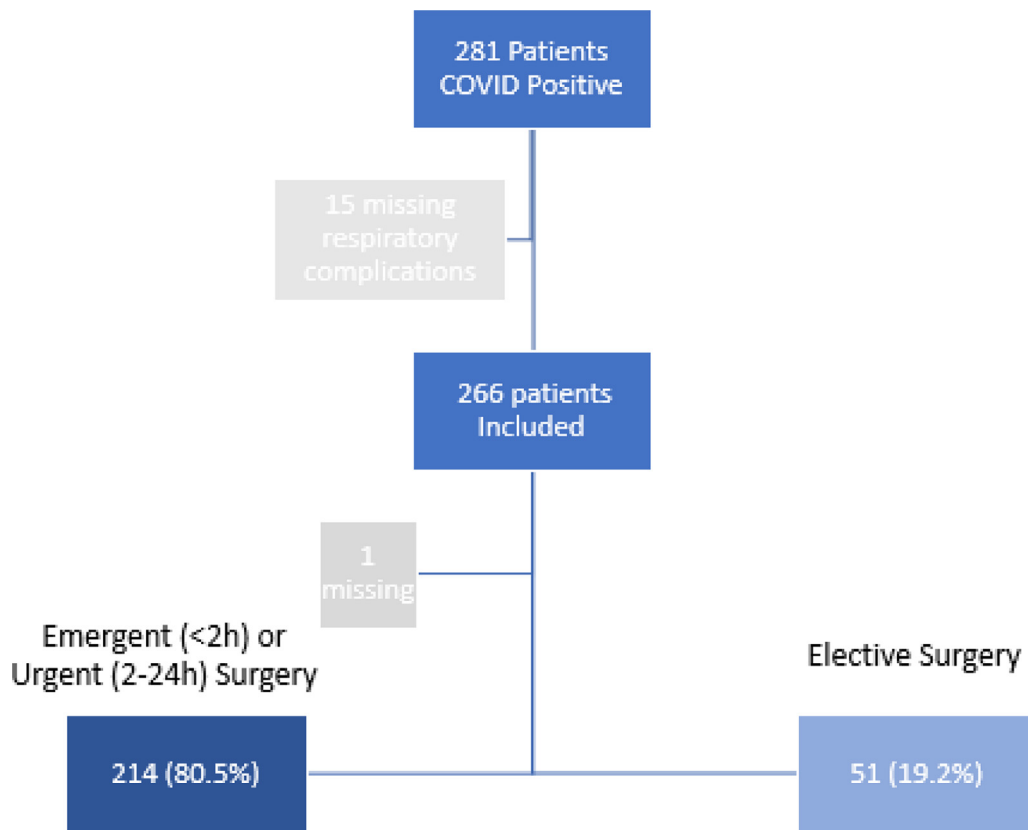 281 Patients
COVID Positive
15 missing
respiratory
complications
266 patients
Included
1
missing
Emergent (<2h) or
Urgent (2-24h) Surgery
Elective Surgery
214 (80.5%)
51 (19.2%)